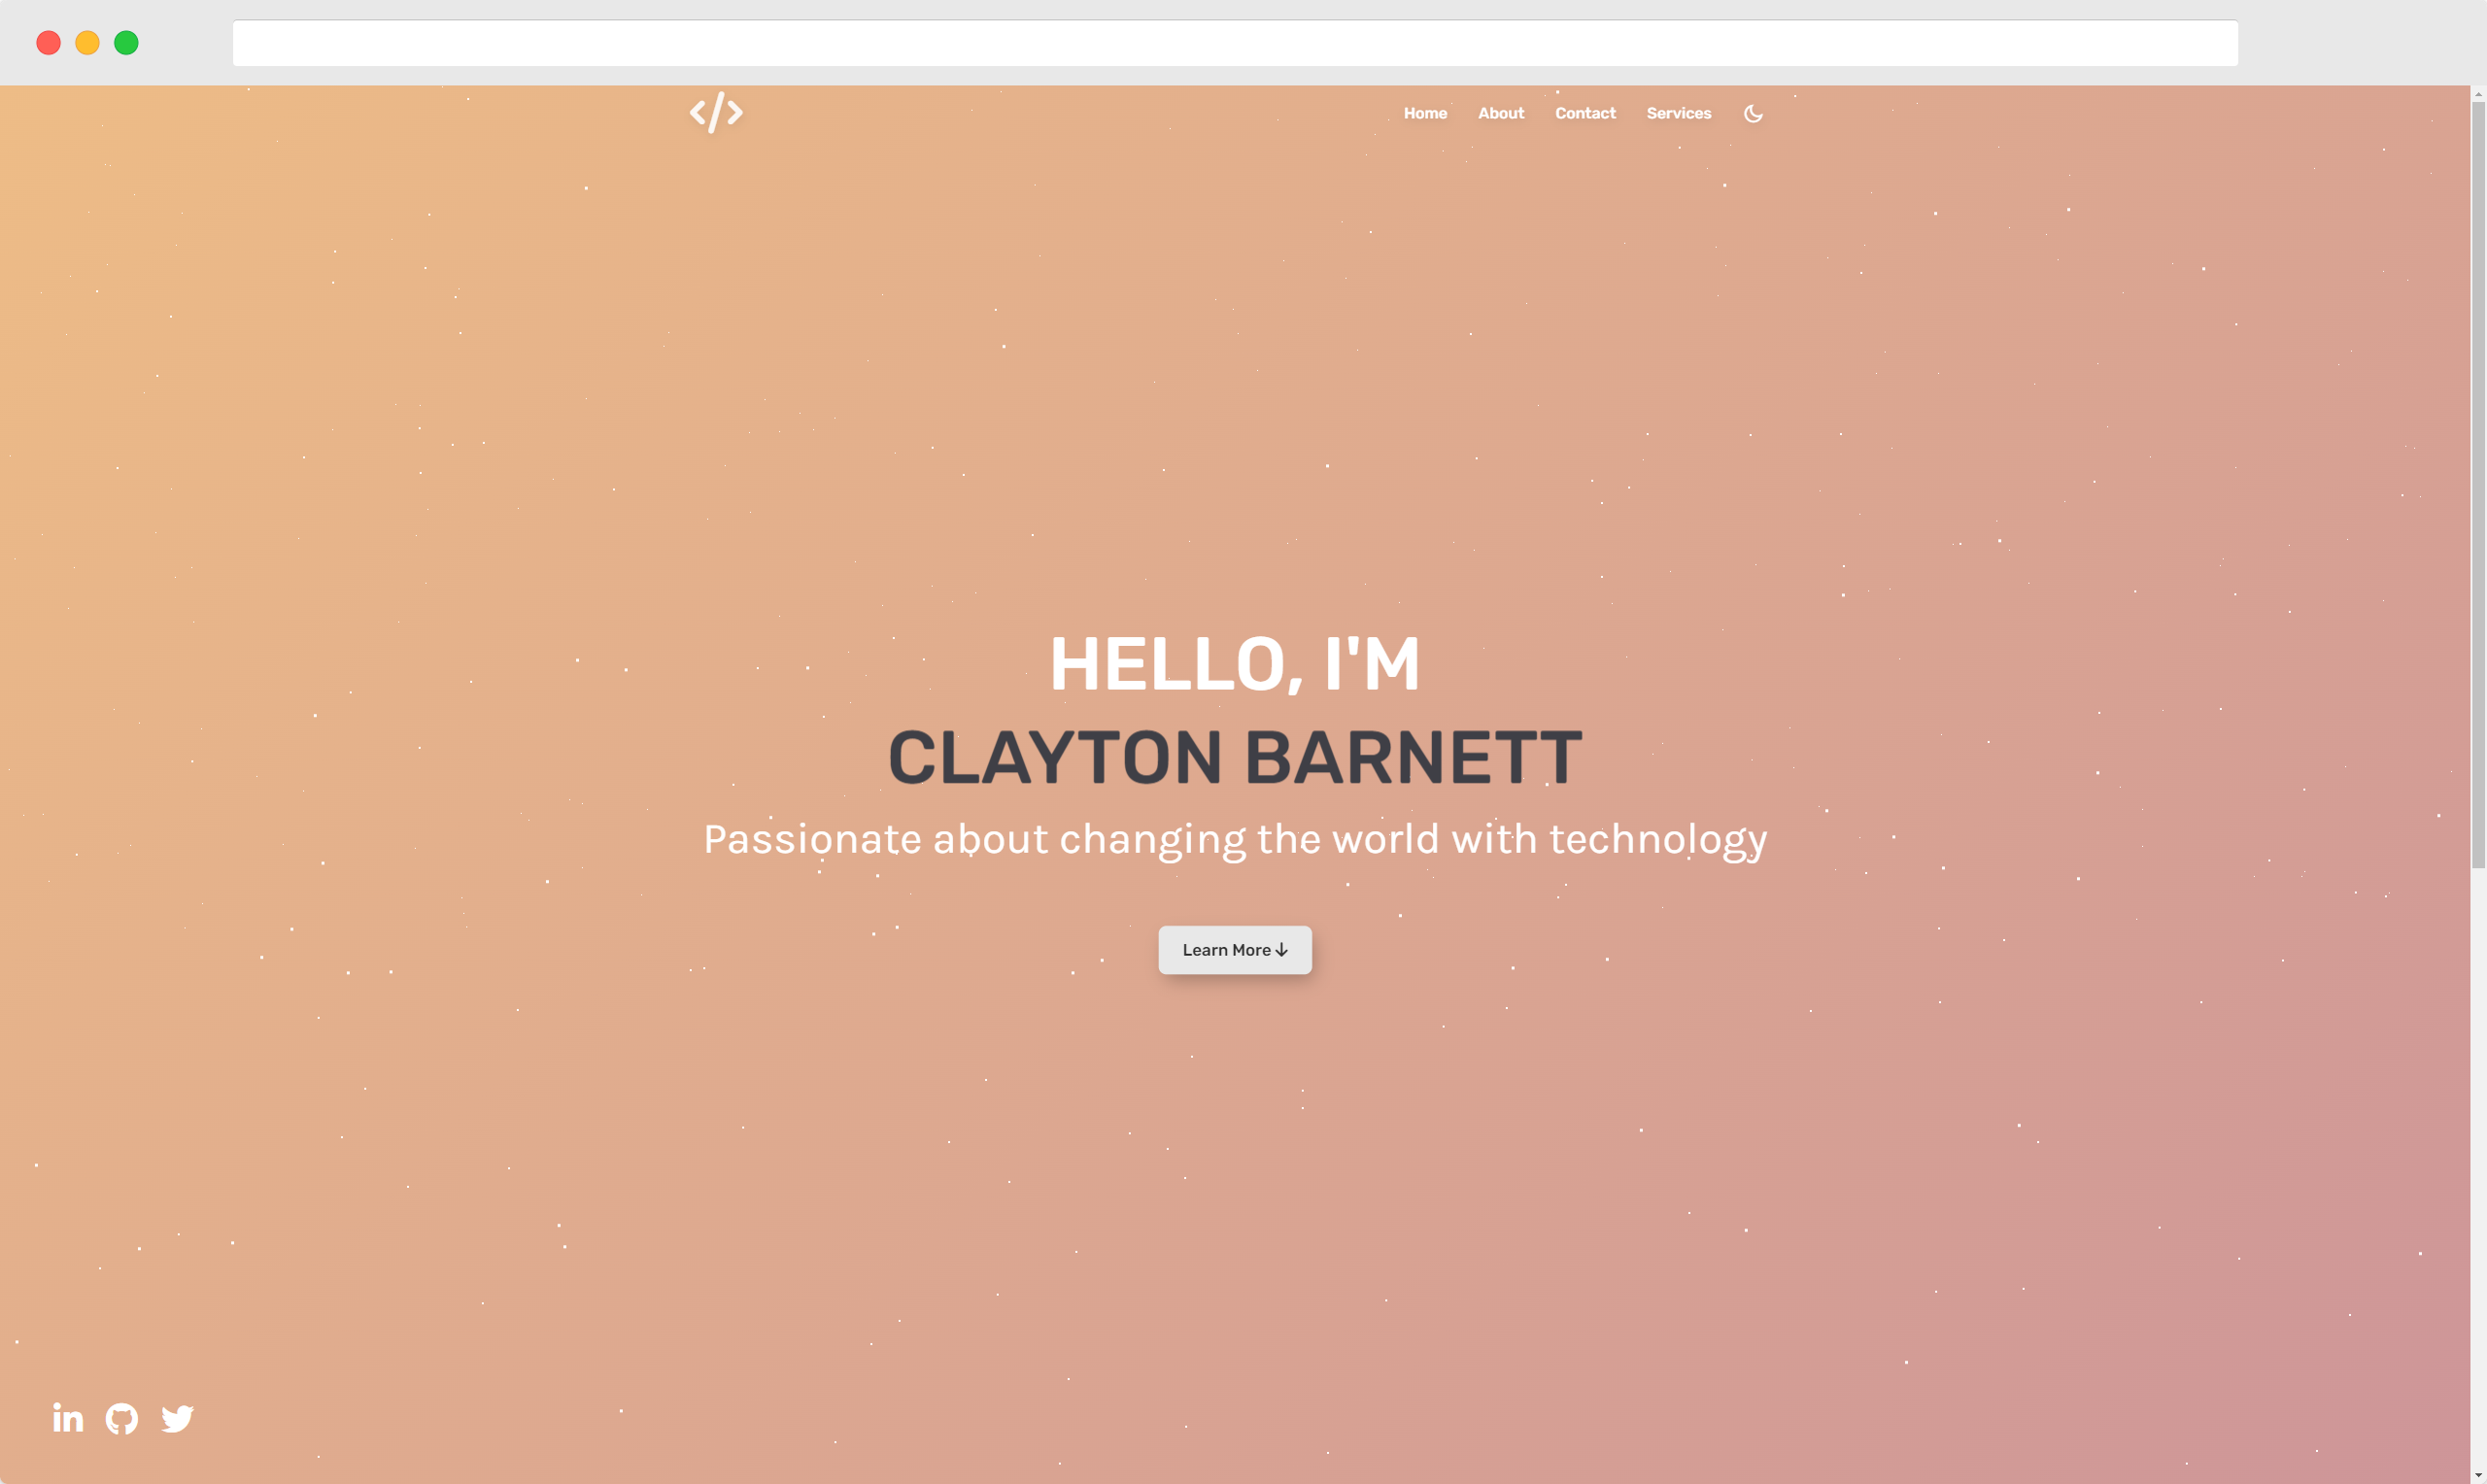 </>
Home About Contact Services
HELLO, I'M
CLAYTON BARNETT
Passionate about changing the world with technology
Learn More ↓
in